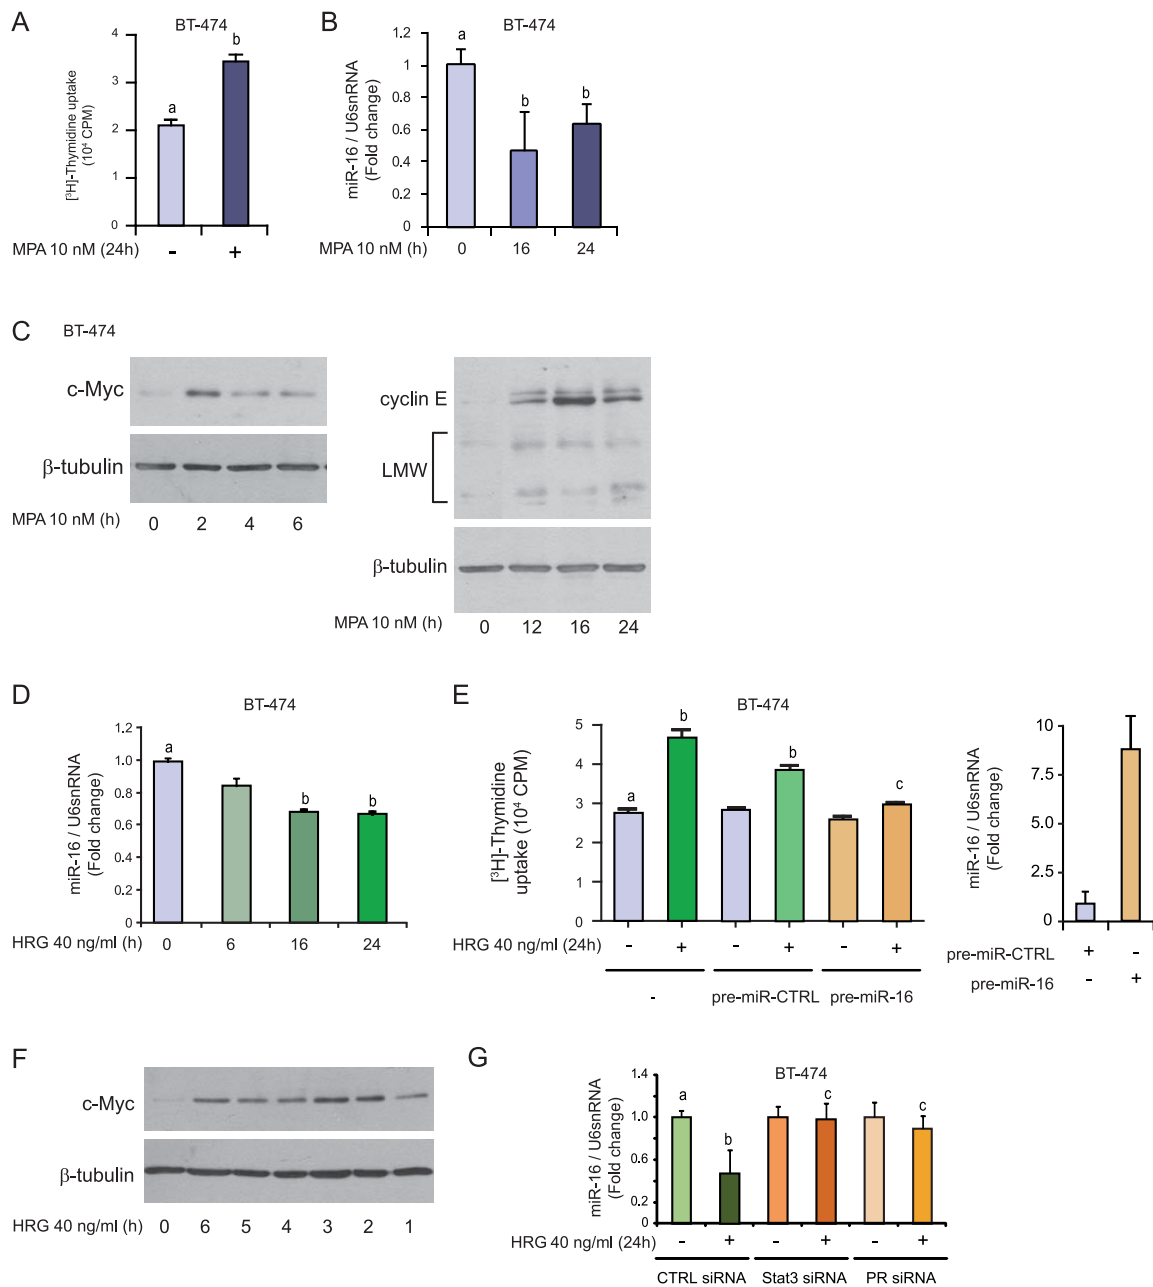 A
BT-474
[³H]-Thymidine uptake
(10⁴ CPM)
4
3
2
1
0
a
b
MPA 10 nM (24h)
- +
B
BT-474
miR-16 / U6snRNA
(Fold change)
1.2
1
0.8
0.6
0.4
0.2
0
a
b
b
MPA 10 nM (h)
0 16 24
C
BT-474
c-Myc
β-tubulin
MPA 10 nM (h)
0 2 4 6
cyclin E
LMW
β-tubulin
MPA 10 nM (h)
0 12 16 24
D
BT-474
miR-16 / U6snRNA
(Fold change)
1.2
1.0
0.8
0.6
0.4
0.2
0
a
b
b
HRG 40 ng/ml (h)
0 6 16 24
E
BT-474
[³H]-Thymidine
uptake (10⁴ CPM)
5
4
3
2
1
0
a
b
b
c
HRG 40 ng/ml (24h)
- + - + - +
- pre-miR-CTRL pre-miR-16
miR-16 / U6snRNA
(Fold change)
10
7.5
5.0
2.5
0
pre-miR-CTRL + -
pre-miR-16 - +
F
c-Myc
β-tubulin
HRG 40 ng/ml (h)
0 6 5 4 3 2 1
G
BT-474
miR-16 / U6snRNA
(Fold change)
1.4
1.0
0.8
0.6
0.4
0.2
0
a
b
c
c
HRG 40 ng/ml (24h)
- + - + - +
CTRL siRNA Stat3 siRNA PR siRNA